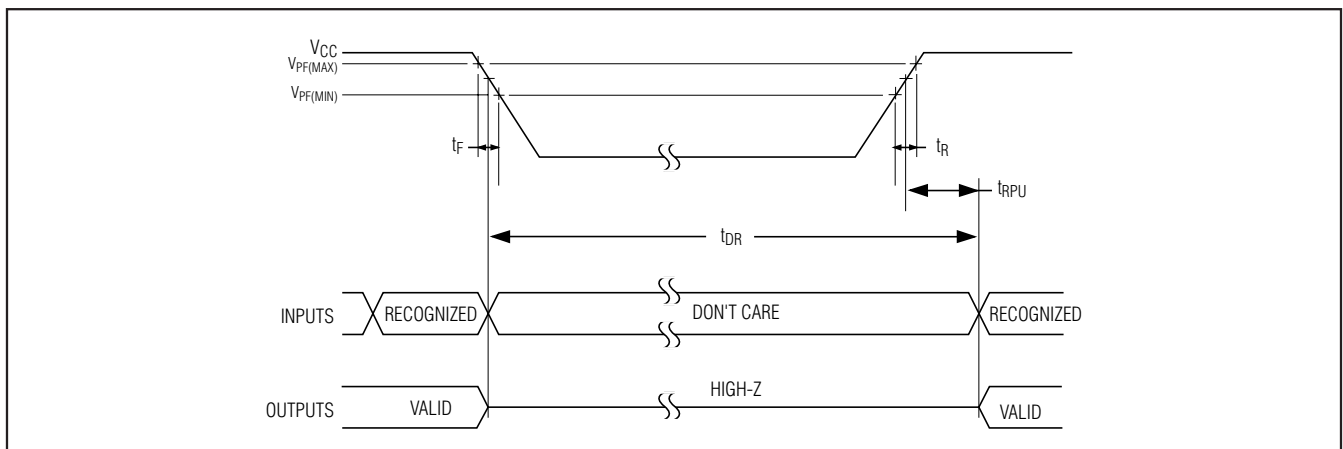 VCC
VPF(MAX)
VPF(MIN)
tF
tR
tRPU
tDR
INPUTS RECOGNIZED DON'T CARE RECOGNIZED
HIGH-Z
OUTPUTS VALID VALID